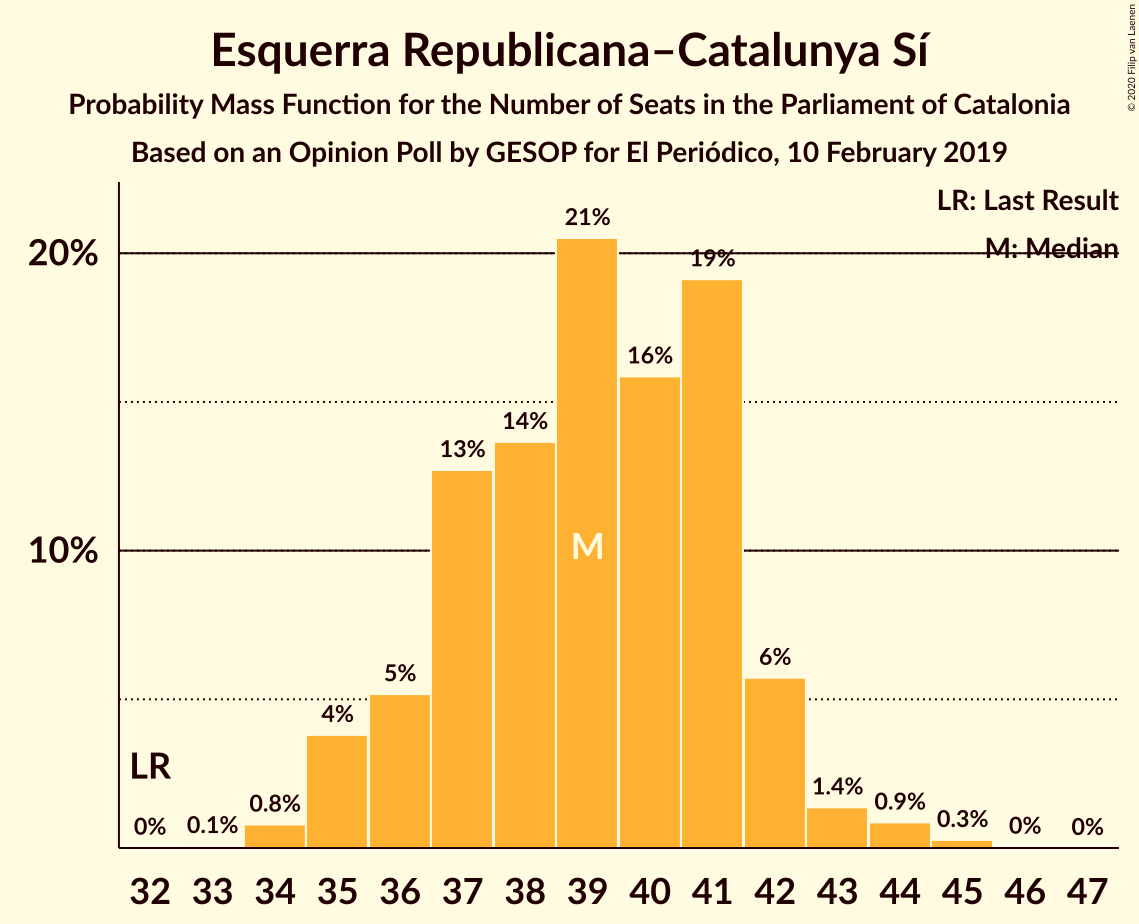 Esquerra Republicana–Catalunya Sí
Probability Mass Function for the Number of Seats in the Parliament of Catalonia
Based on an Opinion Poll by GESOP for El Periódico, 10 February 2019
© 2020 Filip van Laenen
LR: Last Result
M: Median
20%
10%
21%
19%
16%
14%
13%
M
6%
5%
4%
LR
0% 0.1% 0.8% 1.4% 0.9% 0.3% 0% 0%
32 33 34 35 36 37 38 39 40 41 42 43 44 45 46 47